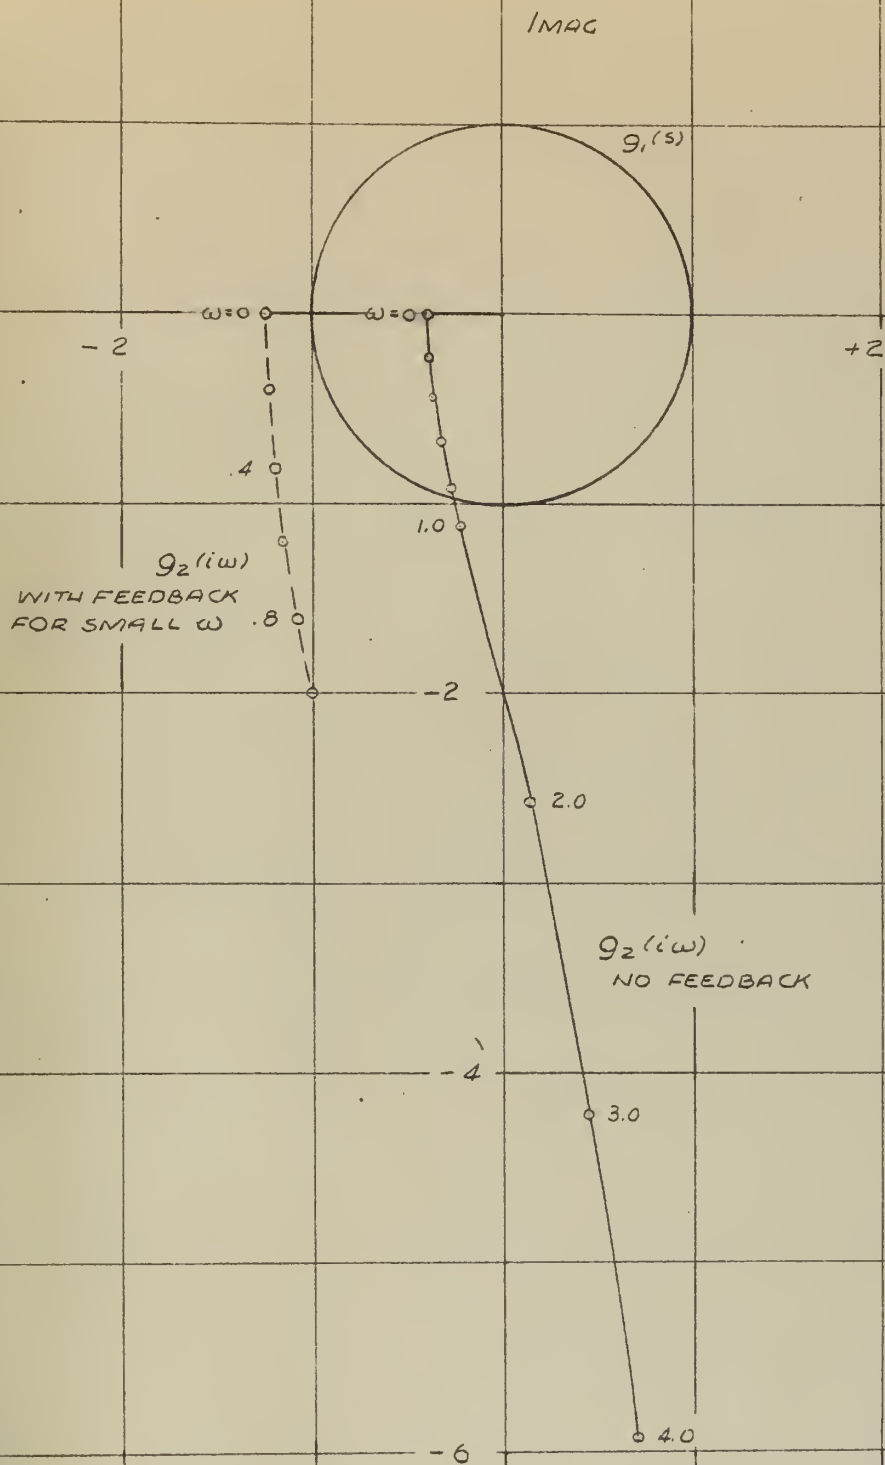 IMAG
g₁(s)
ω=0
ω=0
-2
+2
.4
1.0
g₂(iω)
WITH FEEDBACK
FOR SMALL ω
.8
-2
2.0
g₂(iω)
NO FEEDBACK
-4
3.0
4.0
-6